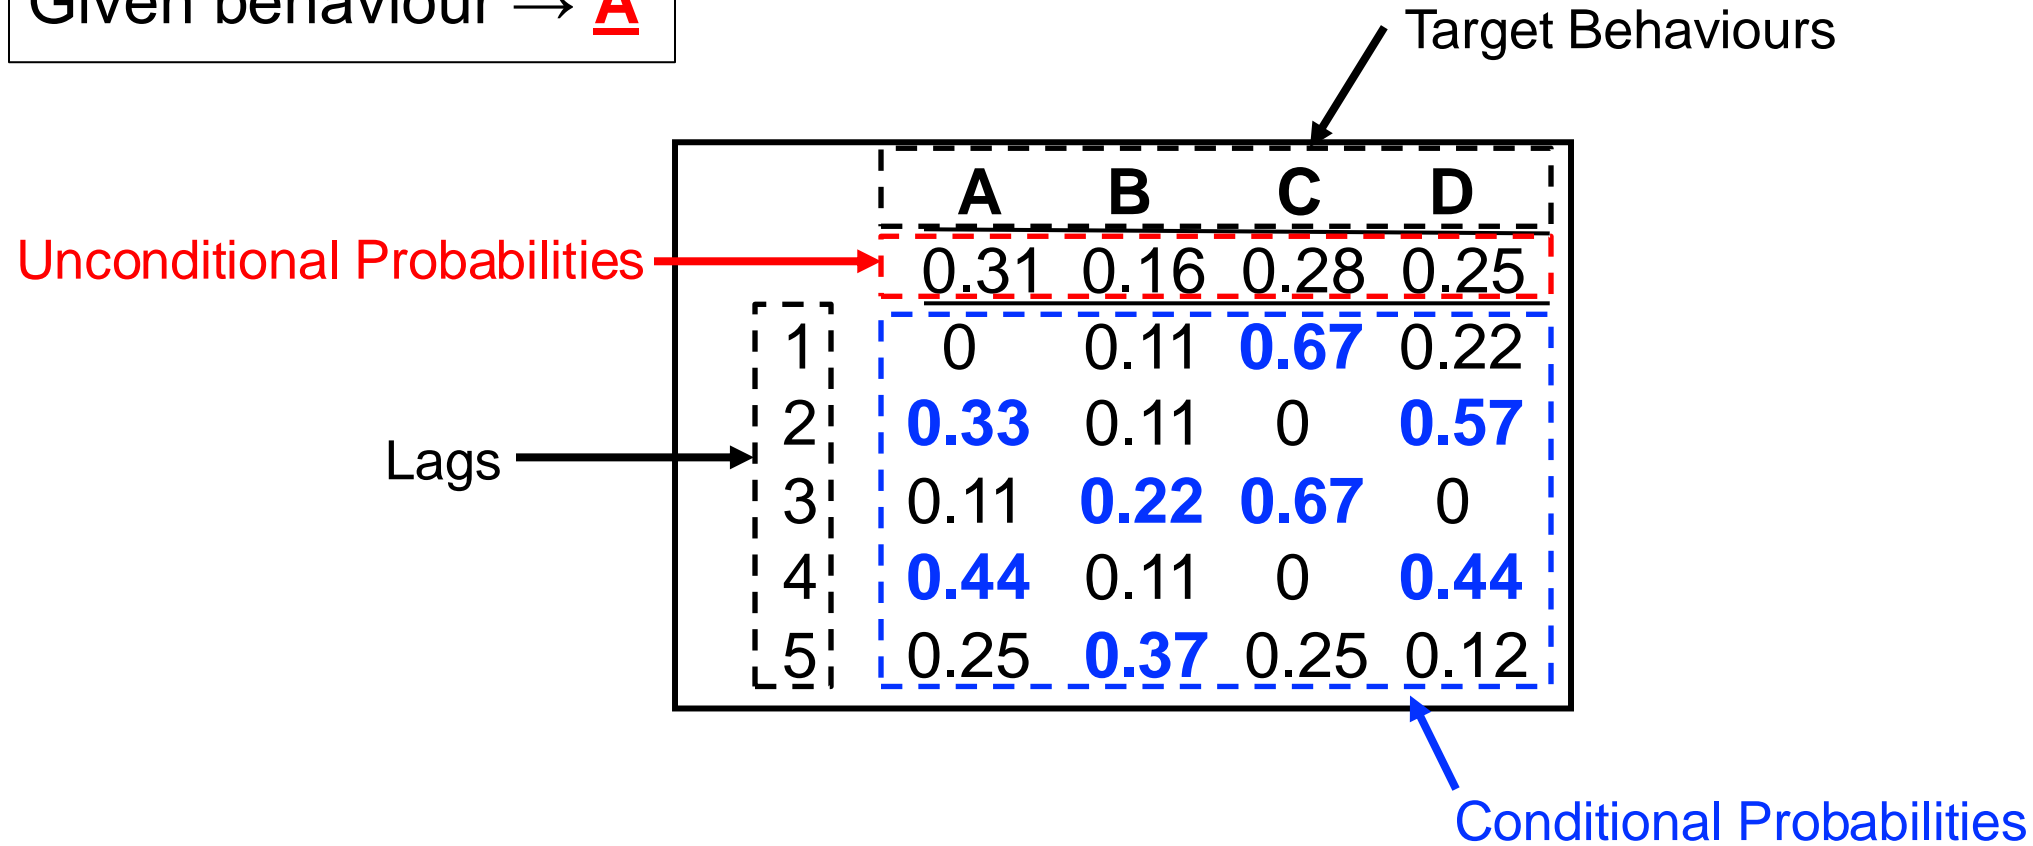 Given behaviour → A
Target Behaviours
A B C D
Unconditional Probabilities
0.31 0.16 0.28 0.25
1 0 0.11 0.67 0.22
2 0.33 0.11 0 0.57
Lags
3 0.11 0.22 0.67 0
4 0.44 0.11 0 0.44
5 0.25 0.37 0.25 0.12
Conditional Probabilities